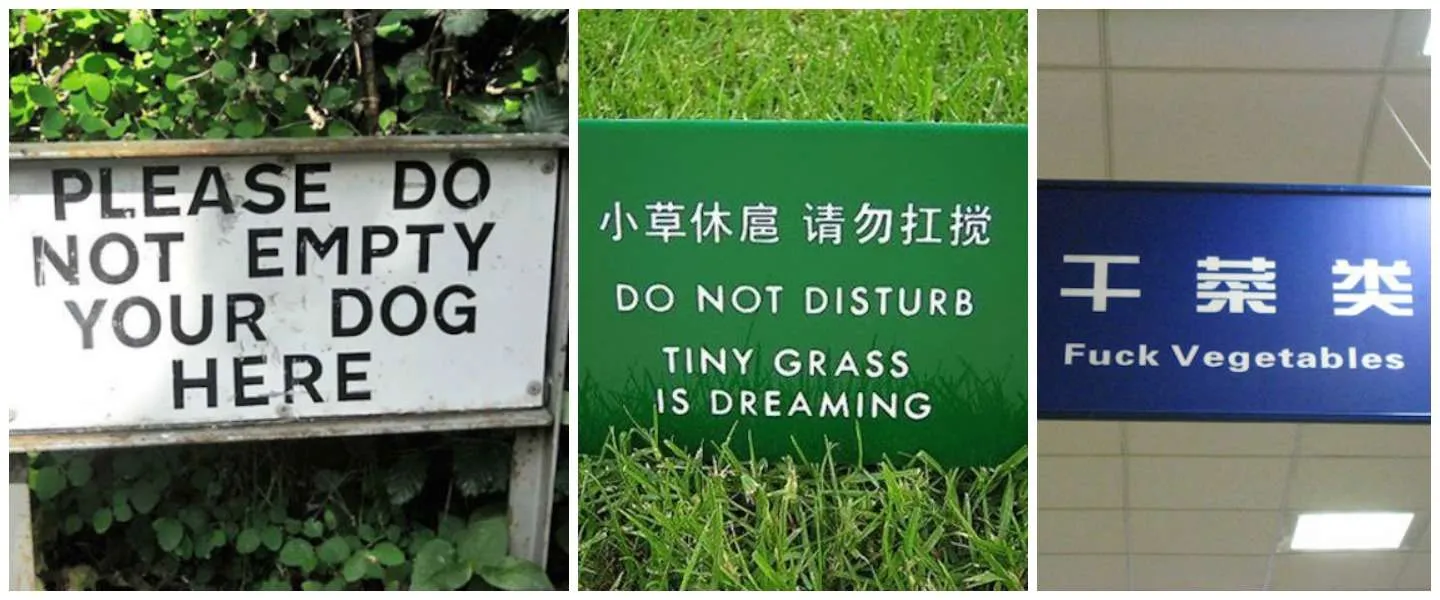 PLEASE DO
NOT EMPTY
YOUR DOG
HERE
小草休扈 请勿扛搅
DO NOT DISTURB
TINY GRASS
IS DREAMING
干菜类
Fuck Vegetables